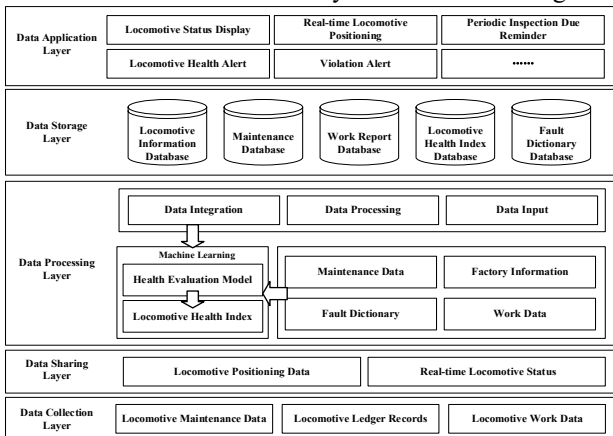 Data Application
Layer
Locomotive Status Display
Real-time Locomotive
Positioning
Periodic Inspection Due
Reminder
Locomotive Health Alert
Violation Alert
••••••
Data Storage
Layer
Locomotive
Information
Database
Maintenance
Database
Work Report
Database
Locomotive
Health Index
Database
Fault
Dictionary
Database
Data Processing
Layer
Data Integration
Data Processing
Data Input
Machine Learning
Health Evaluation Model
Locomotive Health Index
Maintenance Data
Factory Information
Fault Dictionary
Work Data
Data Sharing
Layer
Locomotive Positioning Data
Real-time Locomotive Status
Data Collection
Layer
Locomotive Maintenance Data
Locomotive Ledger Records
Locomotive Work Data